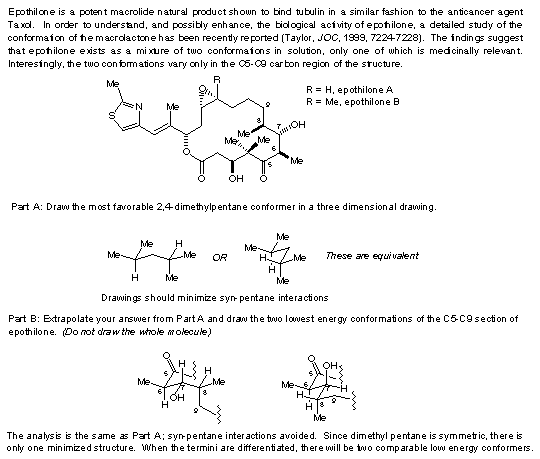 Epothilone is a potent macrolide natural product shown to bind tubulin in a similar fashion to the anticancer agent
Taxol. In order to understand, and possibly enhance, the biological activity of epothilone, a detailed study of the
conformation of the macrolactone has been recently reported (Taylor, JOC, 1999, 7224-7228). The findings suggest
that epothilone exists as a mixture of two conformations in solution, only one of which is medicinally relevant.
Interestingly, the two conformations vary only in the C5-C9 carbon region of the structure.
Me
R
N
S
Me
O
9
8
7
OH
Me
Me
Me
6
O
5
Me
O
OH
O
R = H, epothilone A
R = Me, epothilone B
Part A: Draw the most favorable 2,4-dimethylpentane conformer in a three dimensional drawing.
Me
H
Me
Me
H
Me
OR
Me
Me
H
Me
H
Me
These are equivalent
Drawings should minimize syn-pentane interactions
Part B: Extrapolate your answer from Part A and draw the two lowest energy conformations of the C5-C9 section of
epothilone. (Do not draw the whole molecule)
O
H
5
H
Me
6
7
Me
8
OH
H
9
O
OH
5
Me
6
7
H
H
8
9
H
Me
The analysis is the same as Part A; syn-pentane interactions avoided. Since dimethyl pentane is symmetric, there is
only one minimized structure. When the termini are differentiated, there will be two comparable low energy conformers.